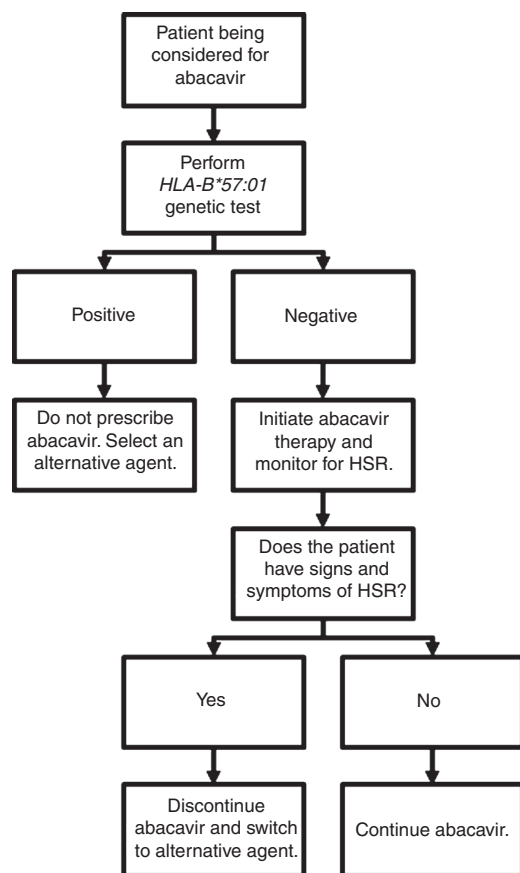 Patient being
considered for
abacavir
Perform
HLA-B*57:01
genetic test
Positive
Negative
Do not prescribe
abacavir. Select an
alternative agent.
Initiate abacavir
therapy and
monitor for HSR.
Does the patient
have signs and
symptoms of HSR?
Yes
No
Discontinue
abacavir and switch
to alternative agent.
Continue abacavir.